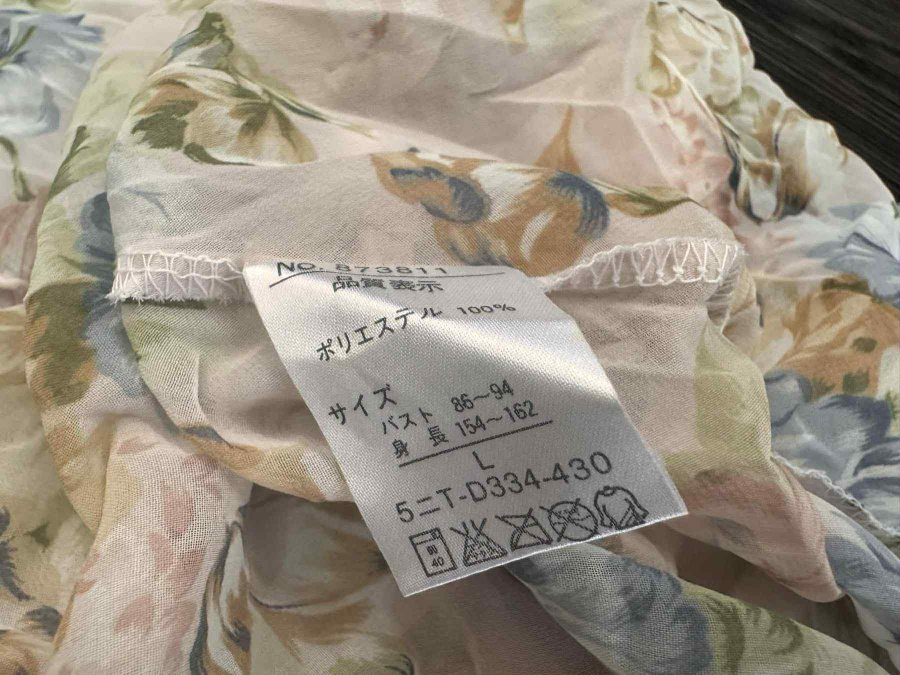 NO. 873811
品質表示
ポリエステル 100%
サイズ
バスト 86～94
身長 154～162
L
5ニT-D334-430
40